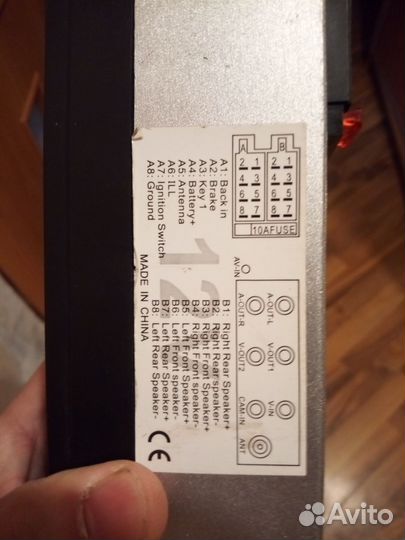 A B
2 1 2 1
4 3 4 3
6 5 6 5
8 7 8 7
10AFUSE
A1: Back in
A2: Brake
A3: Key 1
A4: Battery+
A5: Antenna
A6: ILL
A7: Ignition Switch
A8: Ground
12
MADE IN CHINA
AV-IN
A-OUT-L
A-OUT-R
V-OUT1
V-OUT2
V-IN
CAM-IN
ANT
B1: Right Rear Speaker+
B2: Right Rear speaker-
B3: Right Front Speaker+
B4: Right Front speaker-
B5: Left Front Speaker+
B6: Left Front speaker-
B7: Left Rear Speaker+
B8: Left Rear Speaker-
CE
Avito